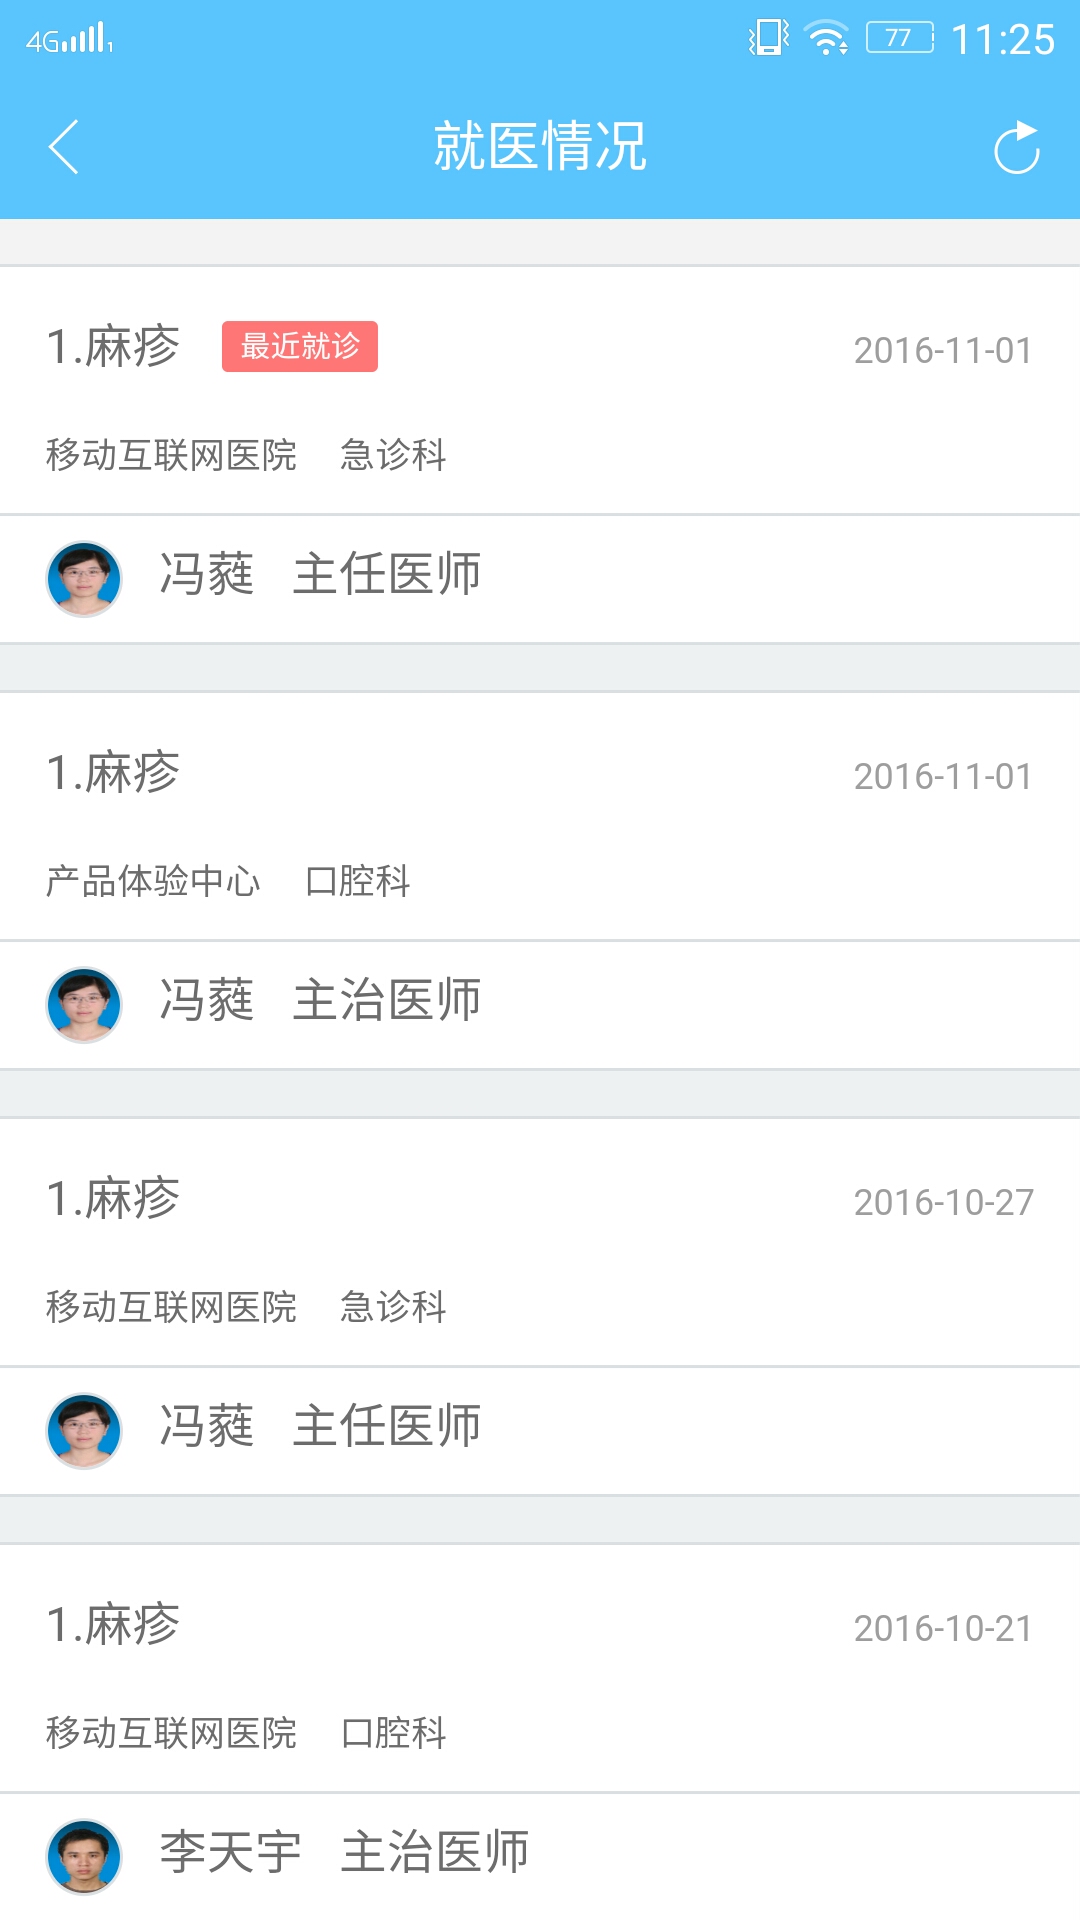 4G 1 77 11:25
就医情况
1.麻疹 最近就诊 2016-11-01
移动互联网医院 急诊科
冯蕤 主任医师
1.麻疹 2016-11-01
产品体验中心 口腔科
冯蕤 主治医师
1.麻疹 2016-10-27
移动互联网医院 急诊科
冯蕤 主任医师
1.麻疹 2016-10-21
移动互联网医院 口腔科
李天宇 主治医师